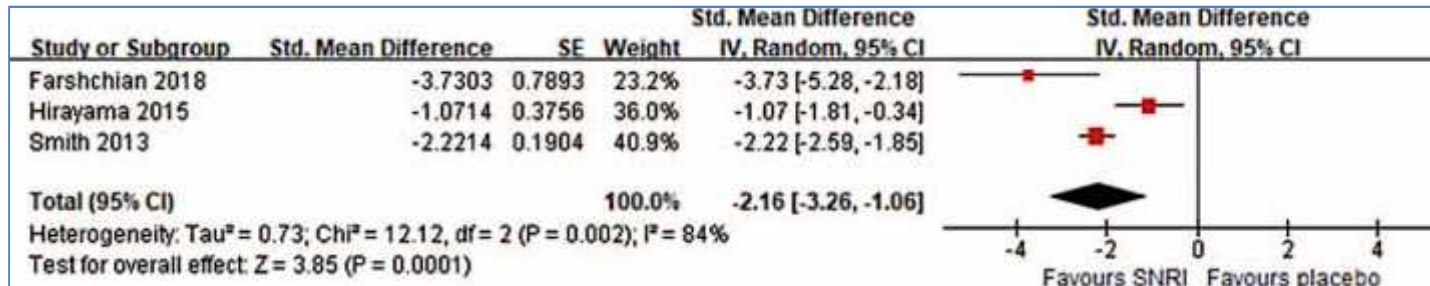 Std. Mean Difference Std. Mean Difference
Study or Subgroup Std. Mean Difference SE Weight IV, Random, 95% CI IV, Random, 95% CI
Farshchian 2018 -3.7303 0.7893 23.2% -3.73 [-5.28, -2.18]
Hirayama 2015 -1.0714 0.3756 36.0% -1.07 [-1.81, -0.34]
Smith 2013 -2.2214 0.1904 40.9% -2.22 [-2.59, -1.85]
Total (95% CI) 100.0% -2.16 [-3.26, -1.06]
Heterogeneity: Tau² = 0.73; Chi² = 12.12, df = 2 (P = 0.002); I² = 84%
Test for overall effect: Z = 3.85 (P = 0.0001)
-4 -2 0 2 4
Favours SNRI Favours placebo